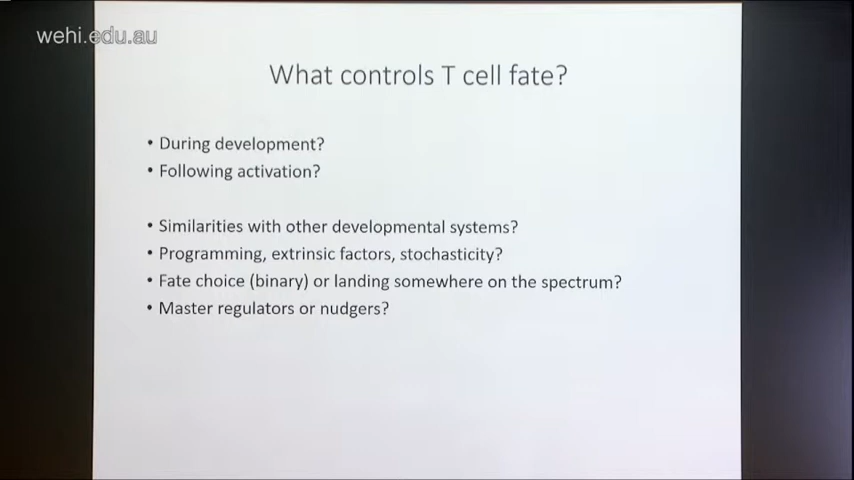 wehi.edu.au
What controls T cell fate?
• During development?
• Following activation?
• Similarities with other developmental systems?
• Programming, extrinsic factors, stochasticity?
• Fate choice (binary) or landing somewhere on the spectrum?
• Master regulators or nudgers?